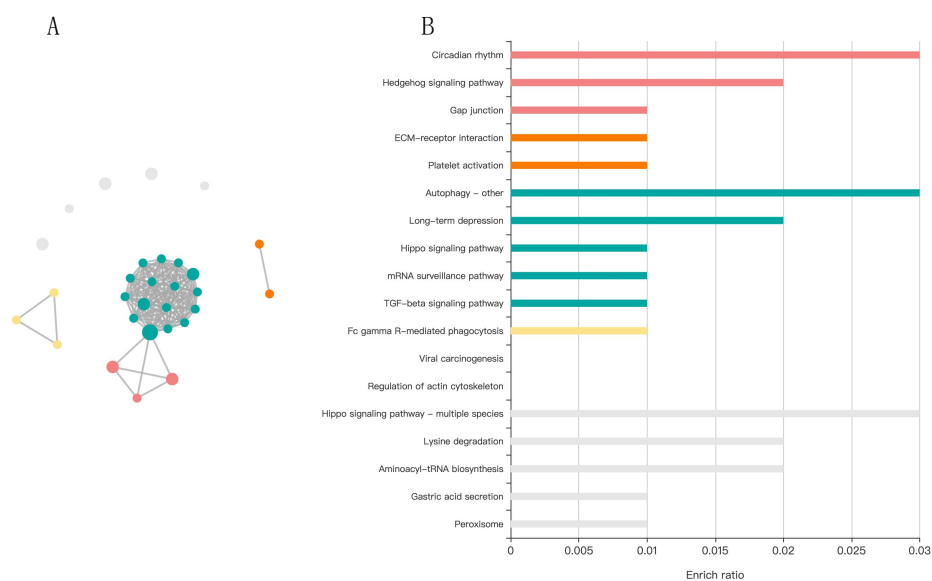 A
B
Circadian rhythm
Hedgehog signaling pathway
Gap junction
ECM-receptor interaction
Platelet activation
Autophagy - other
Long-term depression
Hippo signaling pathway
mRNA surveillance pathway
TGF-beta signaling pathway
Fc gamma R-mediated phagocytosis
Viral carcinogenesis
Regulation of actin cytoskeleton
Hippo signaling pathway - multiple species
Lysine degradation
Aminoacyl-tRNA biosynthesis
Gastric acid secretion
Peroxisome
0 0.005 0.01 0.015 0.02 0.025 0.03
Enrich ratio